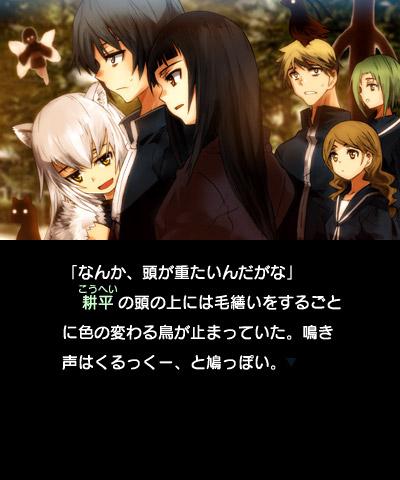 「なんか、頭が重たいんだがな」
こうへい
耕平の頭の上には毛繕いをするごと
に色の変わる鳥が止まっていた。鳴き
声はくるっくー、と鳩っぽい。